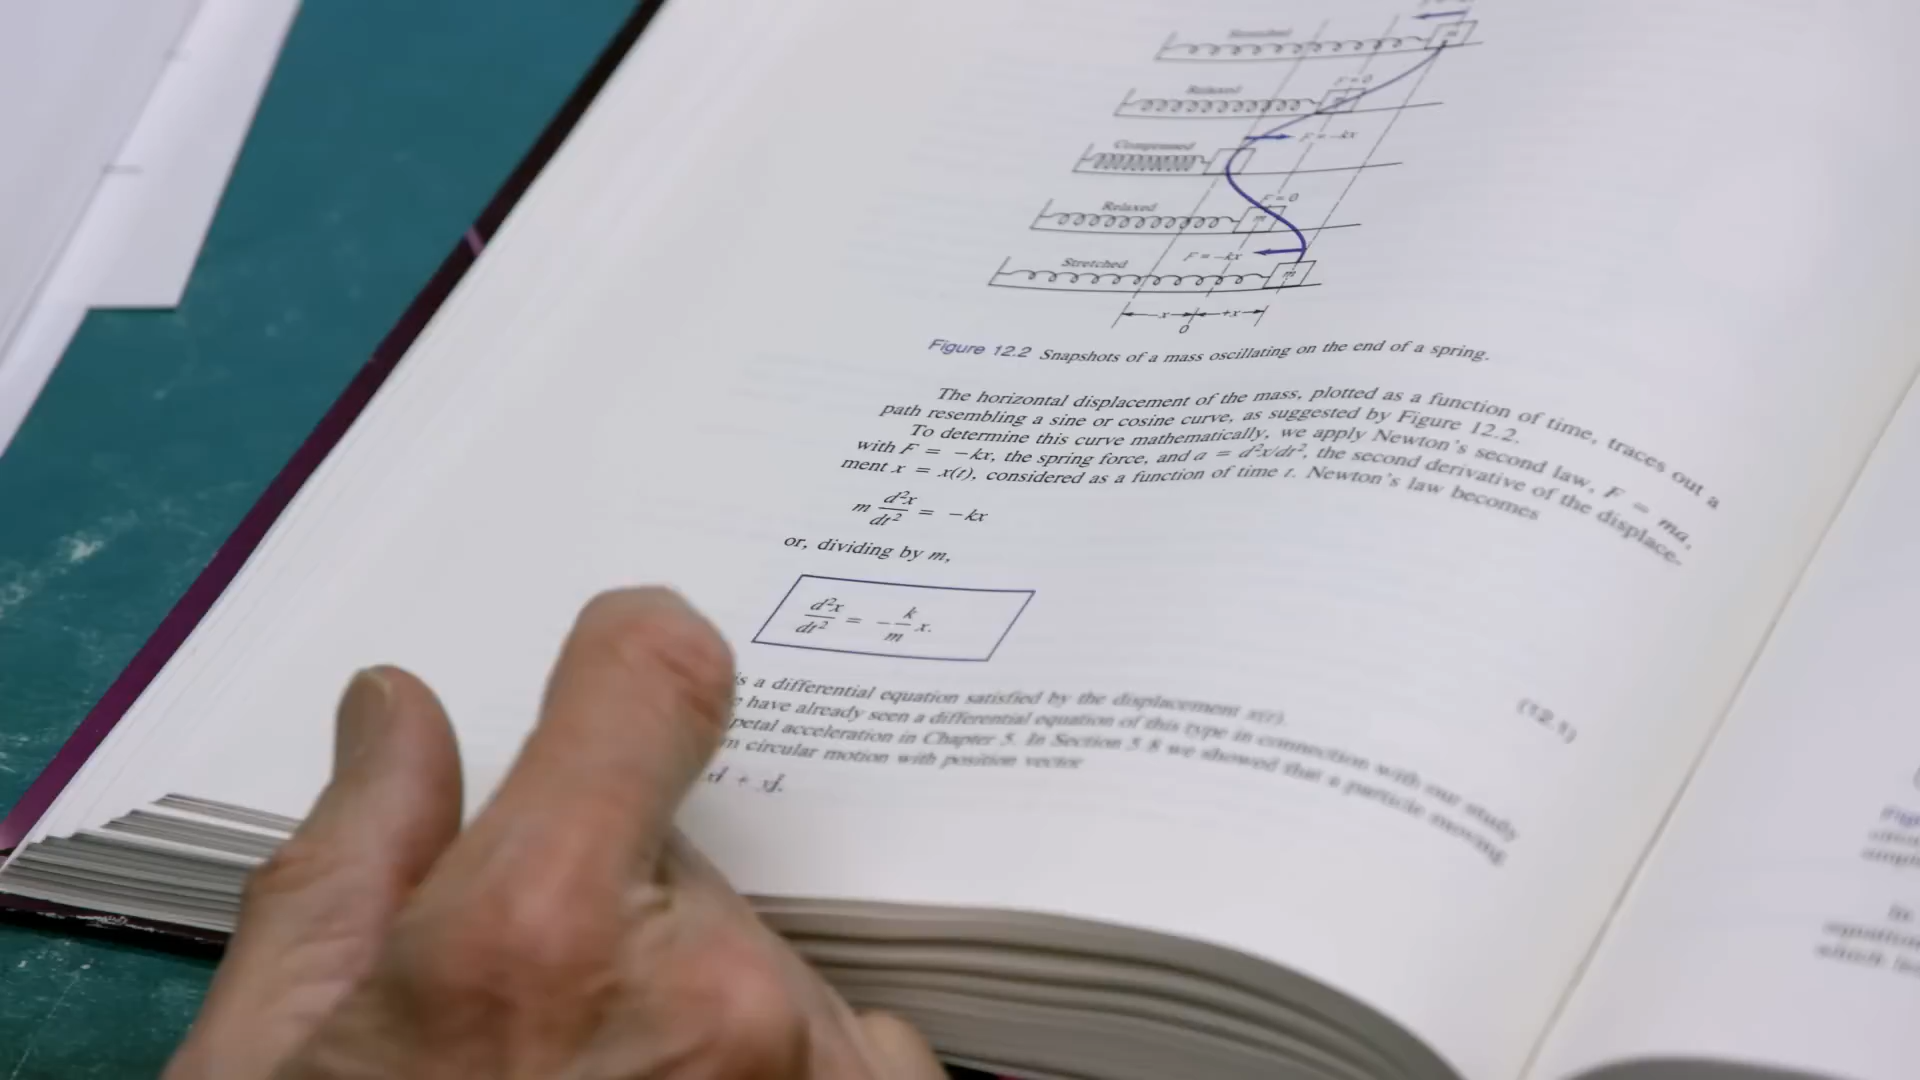 Stretched
Relaxed
F = 0
Compressed
F = -kx
Relaxed
F = 0
m
F = -kx
Stretched
m
x
+x
0
Figure 12.2 Snapshots of a mass oscillating on the end of a spring.
The horizontal displacement of the mass, plotted as a function of time, traces out a
path resembling a sine or cosine curve, as suggested by Figure 12.2.
To determine this curve mathematically, we apply Newton's second law, F = ma,
with F = -kx, the spring force, and a = d²x/dt², the second derivative of the displace-
ment x = x(t), considered as a function of time t. Newton's law becomes
m d²x/dt² = -kx
or, dividing by m,
d²x/dt² = -k/m x.
(12.1)
is a differential equation satisfied by the displacement x(t).
have already seen a differential equation of this type in connection with our study
petal acceleration in Chapter 5. In Section 5.8 we showed that a particle moving
circular motion with position vector